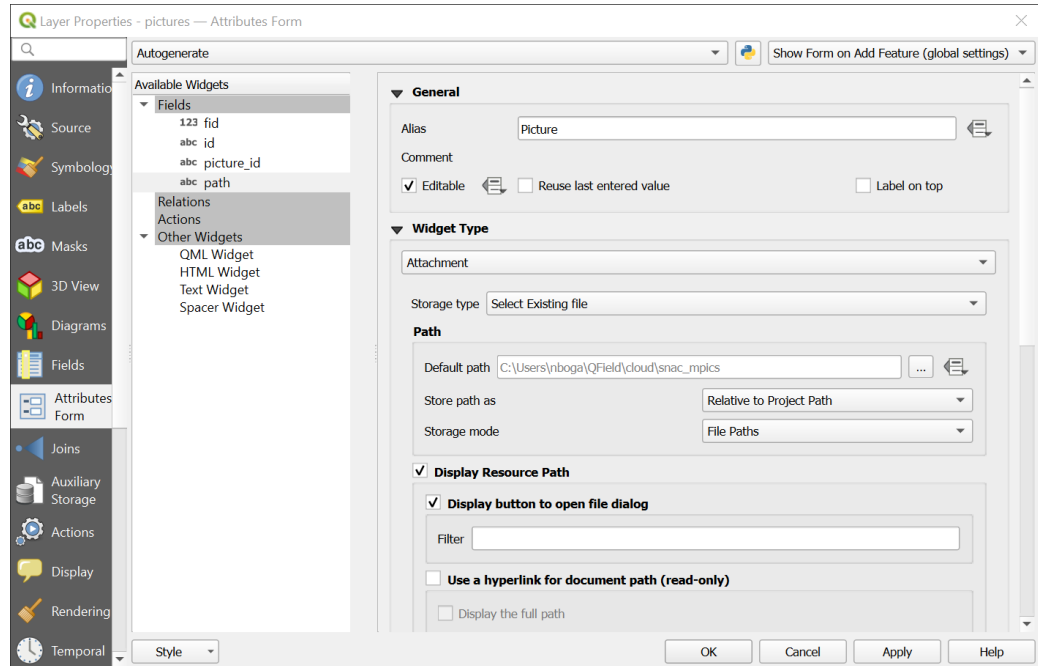 Layer Properties - pictures — Attributes Form
Autogenerate
Show Form on Add Feature (global settings)
Informatio
Source
Symbology
abc Labels
abc Masks
3D View
Diagrams
Fields
Attributes
Form
Joins
Auxiliary
Storage
Actions
Display
Rendering
Temporal
Available Widgets
Fields
123 fid
abc id
abc picture_id
abc path
Relations
Actions
Other Widgets
QML Widget
HTML Widget
Text Widget
Spacer Widget
General
Alias Picture
Comment
Editable Reuse last entered value Label on top
Widget Type
Attachment
Storage type Select Existing file
Path
Default path C:\Users\nboga\QField\cloud\snac_mpics ...
Store path as Relative to Project Path
Storage mode File Paths
Display Resource Path
Display button to open file dialog
Filter
Use a hyperlink for document path (read-only)
Display the full path
Style OK Cancel Apply Help